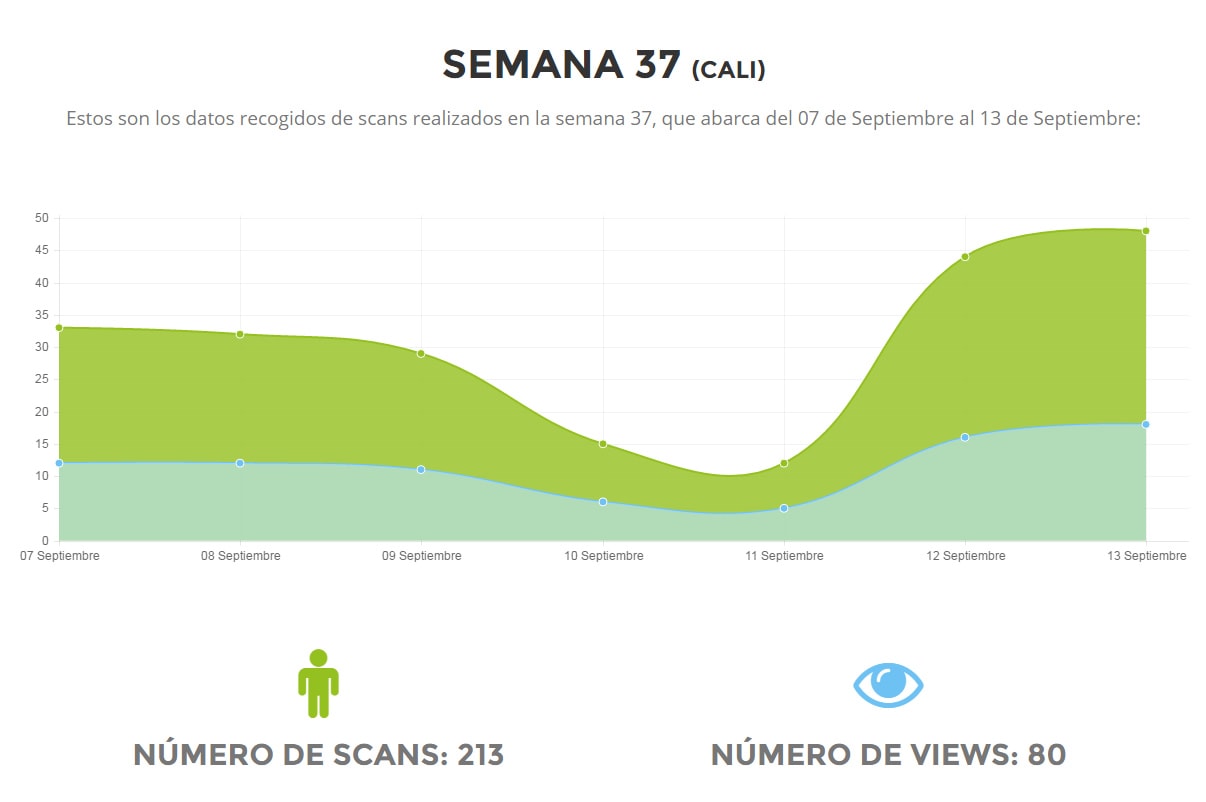 SEMANA 37 (CALI)
Estos son los datos recogidos de scans realizados en la semana 37, que abarca del 07 de Septiembre al 13 de Septiembre:
50
45
40
35
30
25
20
15
10
5
0
07 Septiembre 08 Septiembre 09 Septiembre 10 Septiembre 11 Septiembre 12 Septiembre 13 Septiembre
NÚMERO DE SCANS: 213 NÚMERO DE VIEWS: 80